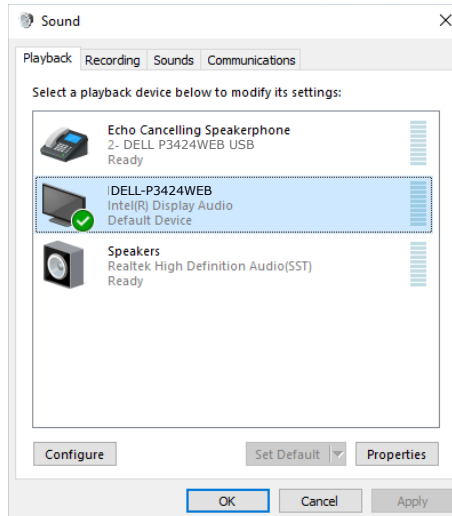 Sound
Playback Recording Sounds Communications
Select a playback device below to modify its settings:
Echo Cancelling Speakerphone
2- DELL P3424WEB USB
Ready
DELL-P3424WEB
Intel(R) Display Audio
Default Device
Speakers
Realtek High Definition Audio(SST)
Ready
Configure Set Default Properties
OK Cancel Apply